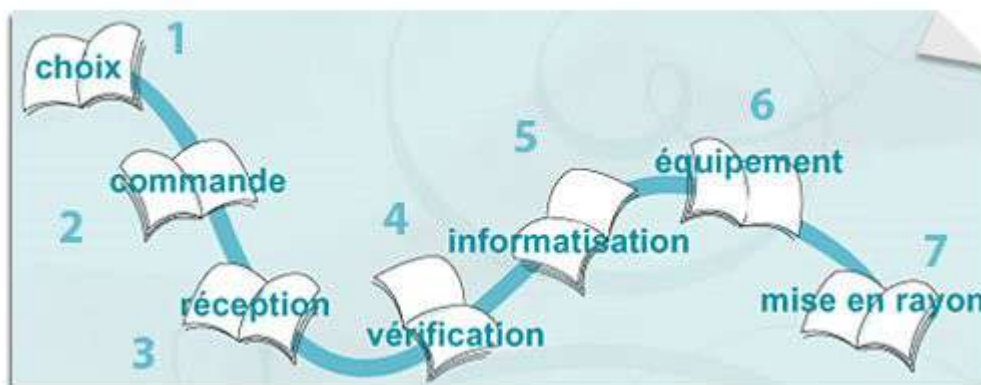 choix
1
commande
2
réception
3
4
vérification
5
informatisation
6
équipement
7
mise en rayon